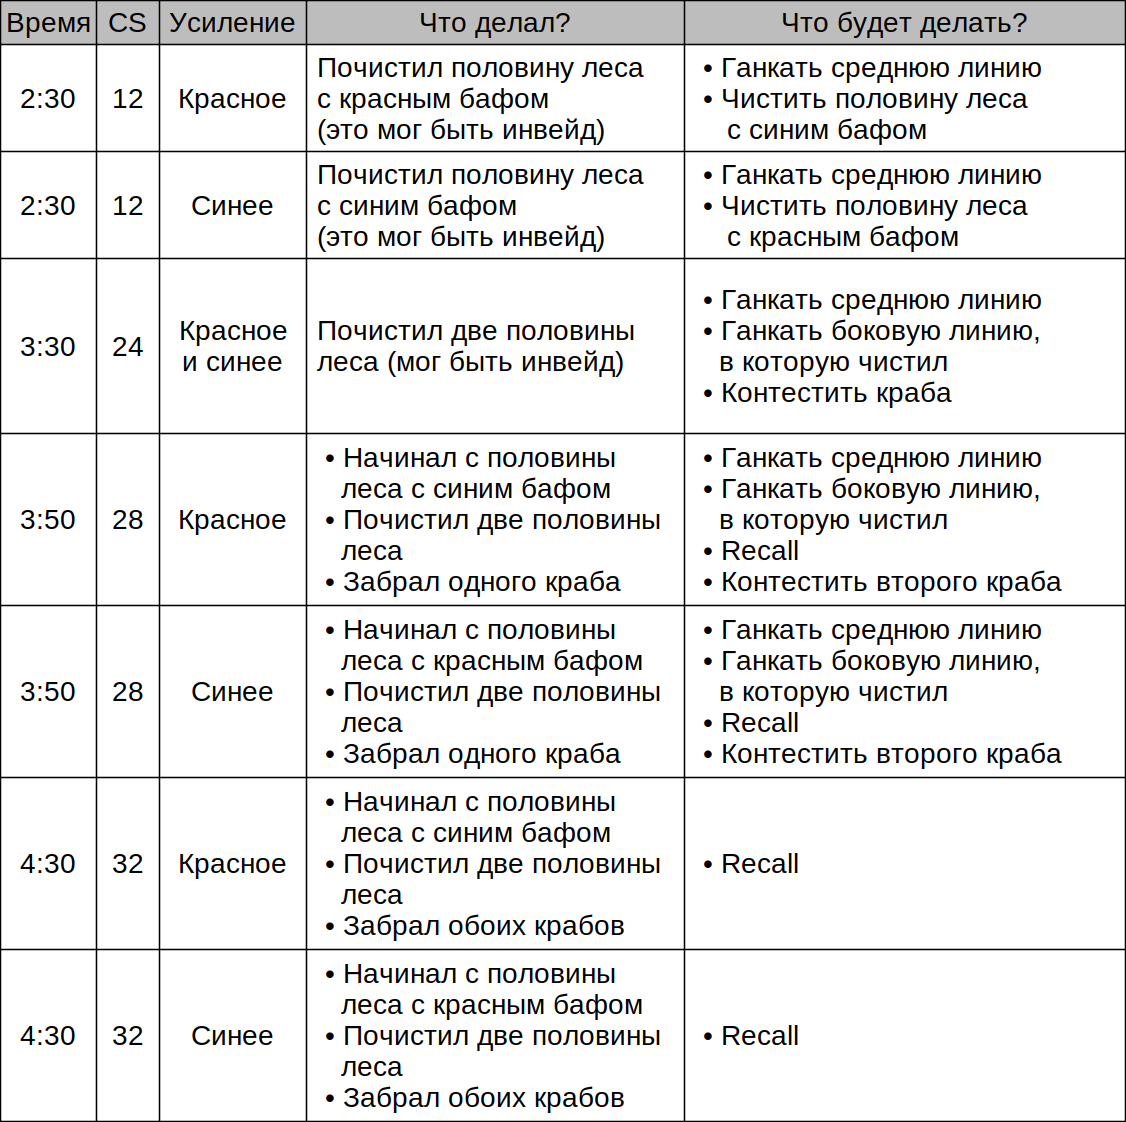 Время CS Усиление Что делал? Что будет делать?
2:30 12 Красное
Почистил половину леса
с красным бафом
(это мог быть инвейд)
• Ганкать среднюю линию
• Чистить половину леса
с синим бафом
2:30 12 Синее
Почистил половину леса
с синим бафом
(это мог быть инвейд)
• Ганкать среднюю линию
• Чистить половину леса
с красным бафом
3:30 24
Красное
и синее
Почистил две половины
леса (мог быть инвейд)
• Ганкать среднюю линию
• Ганкать боковую линию,
в которую чистил
• Контестить краба
3:50 28 Красное
• Начинал с половины
леса с синим бафом
• Почистил две половины
леса
• Забрал одного краба
• Ганкать среднюю линию
• Ганкать боковую линию,
в которую чистил
• Recall
• Контестить второго краба
3:50 28 Синее
• Начинал с половины
леса с красным бафом
• Почистил две половины
леса
• Забрал одного краба
• Ганкать среднюю линию
• Ганкать боковую линию,
в которую чистил
• Recall
• Контестить второго краба
4:30 32 Красное
• Начинал с половины
леса с синим бафом
• Почистил две половины
леса
• Забрал обоих крабов
• Recall
4:30 32 Синее
• Начинал с половины
леса с красным бафом
• Почистил две половины
леса
• Забрал обоих крабов
• Recall